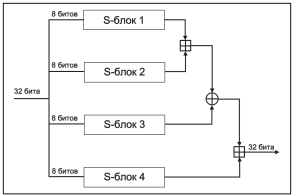 8 битов
S-блок 1
8 битов
S-блок 2
32 бита
8 битов
S-блок 3
32 бита
8 битов
S-блок 4